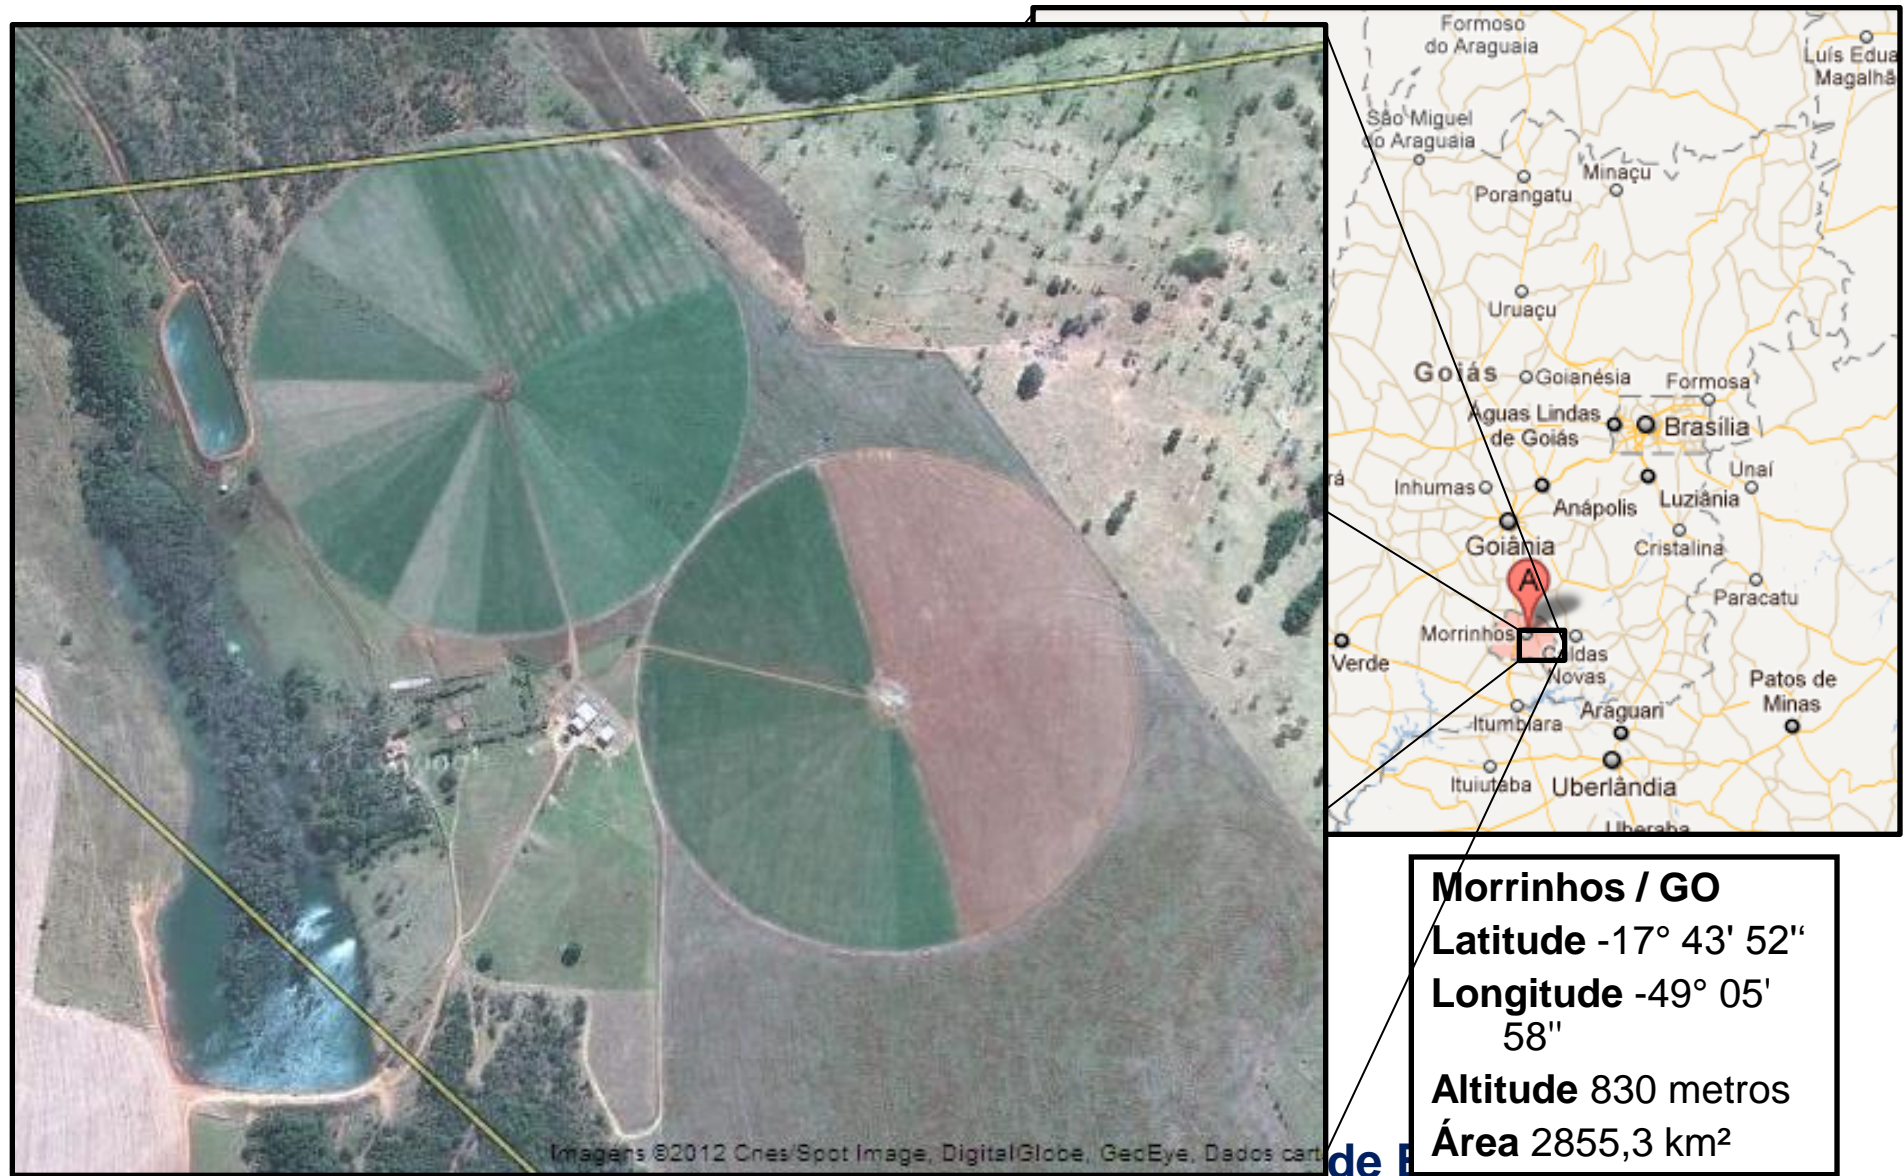 Formoso
do Araguaia
Luís Edua
Magalhã
São Miguel
do Araguaia
Minaçu
Porangatu
Uruaçu
Goiás
Goianésia
Formosa
Águas Lindas
de Goiás
Brasília
Unaí
Inhumas
Luziânia
Anápolis
Goiânia
Cristalina
A
Paracatu
Morrinhos
Verde
Caldas
Novas
Patos de
Minas
Itumbiara
Araguari
Ituiutaba
Uberlândia
Uberaba
Morrinhos / GO
Latitude -17° 43' 52''
Longitude -49° 05'
58"
Altitude 830 metros
Área 2855,3 km²
Imagens ©2012 Cnes/Spot Image, DigitalGlobe, GeoEye, Dados cart
de